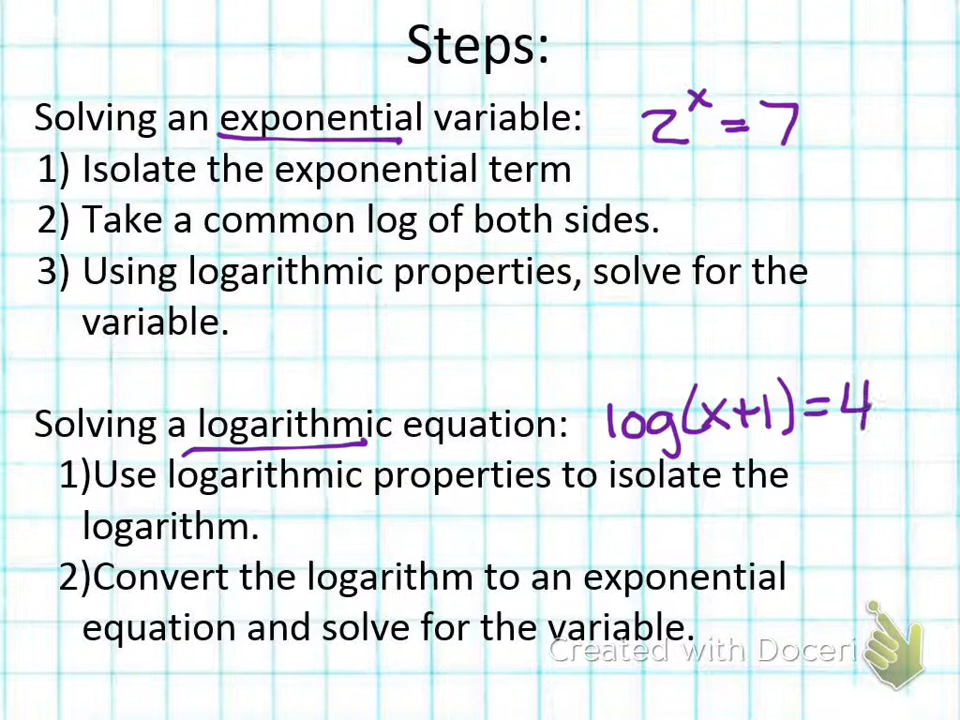 Steps:
Solving an exponential variable: 2^x = 7
1) Isolate the exponential term
2) Take a common log of both sides.
3) Using logarithmic properties, solve for the
variable.
Solving a logarithmic equation: log(x+1)=4
1)Use logarithmic properties to isolate the
logarithm.
2)Convert the logarithm to an exponential
equation and solve for the variable.
Created with Doceri